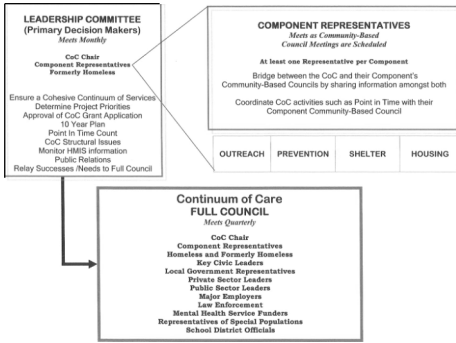 LEADERSHIP COMMITTEE
(Primary Decision Makers)
Meets Monthly
CoC Chair
Component Representatives
Formerly Homeless
Ensure a Cohesive Continuum of Services
Determine Project Priorities
Approval of CoC Grant Application
10 Year Plan
Point In Time Count
CoC Structural Issues
Monitor HMIS information
Public Relations
Relay Successes /Needs to Full Council
COMPONENT REPRESENTATIVES
Meets as Community-Based
Council Meetings are Scheduled
At least one Representative per Component
Bridge between the CoC and their Component's
Community-Based Councils by sharing information amongst both
Coordinate CoC activities such as Point in Time with their
Component Community-Based Council
OUTREACH PREVENTION SHELTER HOUSING
Continuum of Care
FULL COUNCIL
Meets Quarterly
CoC Chair
Component Representatives
Homeless and Formerly Homeless
Key Civic Leaders
Local Government Representatives
Private Sector Leaders
Public Sector Leaders
Major Employers
Law Enforcement
Mental Health Service Funders
Representatives of Special Populations
School District Officials